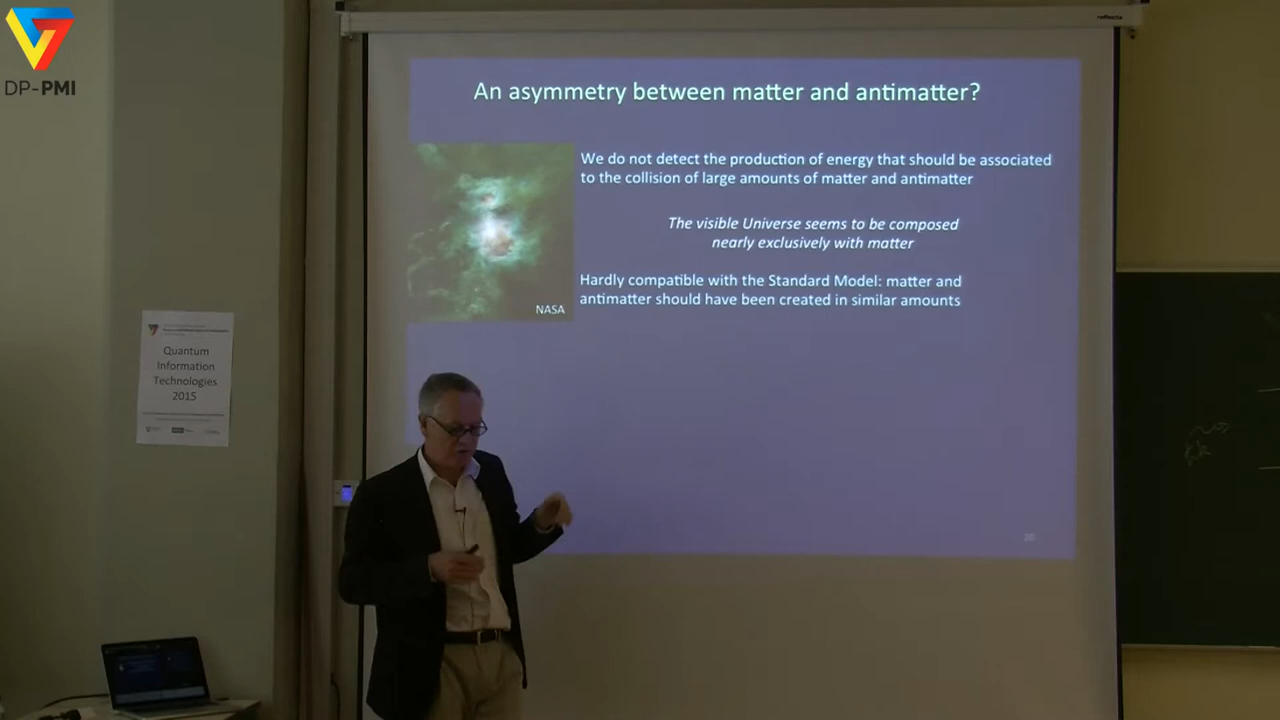 DP-PMI
reflecta
An asymmetry between matter and antimatter?
We do not detect the production of energy that should be associated
to the collision of large amounts of matter and antimatter
The visible Universe seems to be composed
nearly exclusively with matter
Hardly compatible with the Standard Model: matter and
antimatter should have been created in similar amounts
NASA
Quantum
Information
Technologies
2015